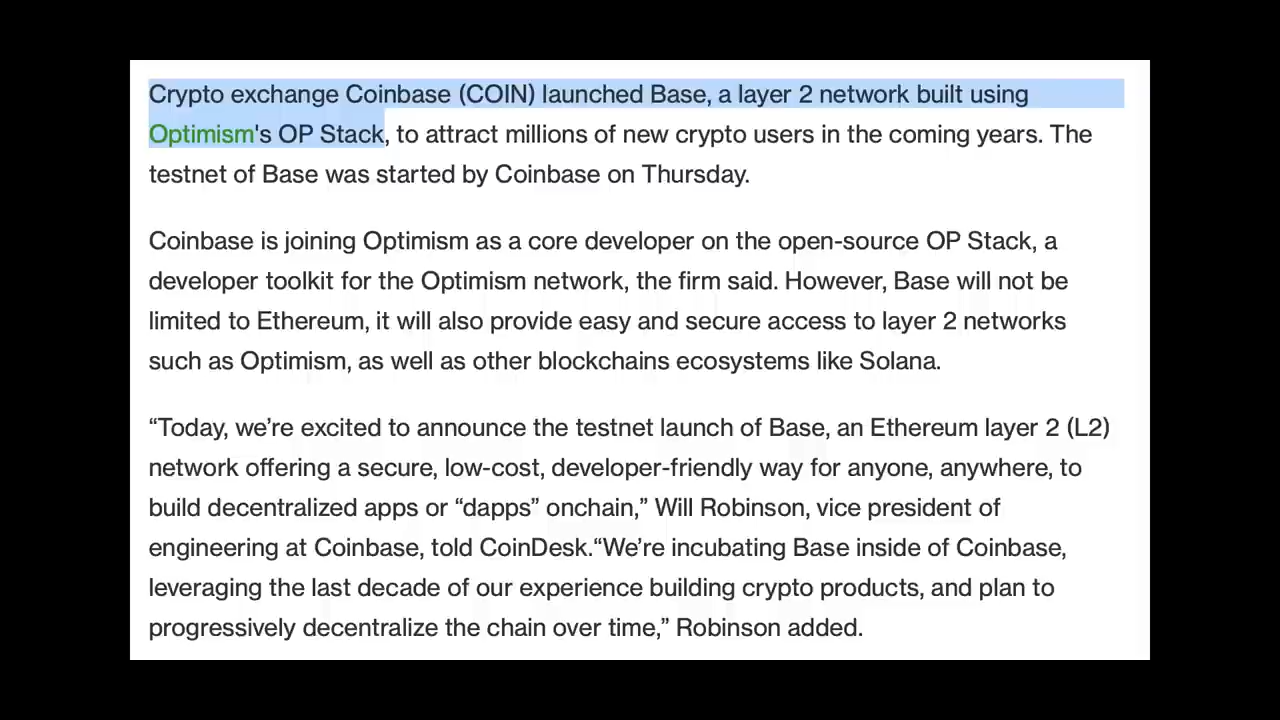 Crypto exchange Coinbase (COIN) launched Base, a layer 2 network built using
Optimism's OP Stack, to attract millions of new crypto users in the coming years. The
testnet of Base was started by Coinbase on Thursday.
Coinbase is joining Optimism as a core developer on the open-source OP Stack, a
developer toolkit for the Optimism network, the firm said. However, Base will not be
limited to Ethereum, it will also provide easy and secure access to layer 2 networks
such as Optimism, as well as other blockchains ecosystems like Solana.
“Today, we’re excited to announce the testnet launch of Base, an Ethereum layer 2 (L2)
network offering a secure, low-cost, developer-friendly way for anyone, anywhere, to
build decentralized apps or “dapps” onchain,” Will Robinson, vice president of
engineering at Coinbase, told CoinDesk.“We’re incubating Base inside of Coinbase,
leveraging the last decade of our experience building crypto products, and plan to
progressively decentralize the chain over time,” Robinson added.